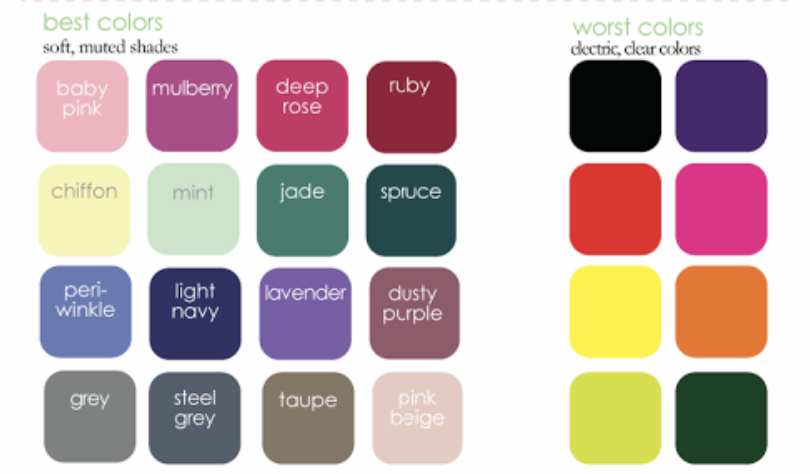 best colors
soft, muted shades
baby
pink
mulberry
deep
rose
ruby
chiffon
mint
jade
spruce
peri-
winkle
light
navy
lavender
dusty
purple
grey
steel
grey
taupe
pink
beige
worst colors
electric, clear colors